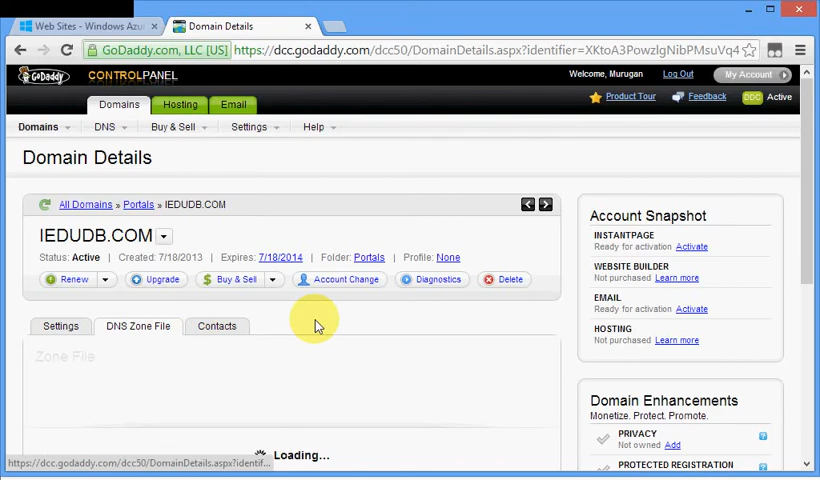 Web Sites - Windows Azu
Domain Details
GoDaddy.com, LLC [US]
https://dcc.godaddy.com/dcc50/DomainDetails.aspx?identifier=XKtoA3PowzlgNibPMsuVq4
GoDaddy
CONTROLPANEL
Welcome, Murugan
Log Out
My Account
Domains
Hosting
Email
Product Tour
Feedback
DDC
Active
Domains
DNS
Buy & Sell
Settings
Help
Domain Details
All Domains » Portals » IEDUDB.COM
IEDUDB.COM
Status: Active | Created: 7/18/2013 | Expires: 7/18/2014 | Folder: Portals | Profile: None
Renew
Upgrade
Buy & Sell
Account Change
Diagnostics
Delete
Settings
DNS Zone File
Contacts
Zone File
Loading...
Account Snapshot
INSTANTPAGE
Ready for activation Activate
WEBSITE BUILDER
Not purchased Learn more
EMAIL
Ready for activation Activate
HOSTING
Not purchased Learn more
Domain Enhancements
Monetize. Protect. Promote.
PRIVACY
Not owned Add
PROTECTED REGISTRATION
https://dcc.godaddy.com/dcc50/DomainDetails.aspx?identif...